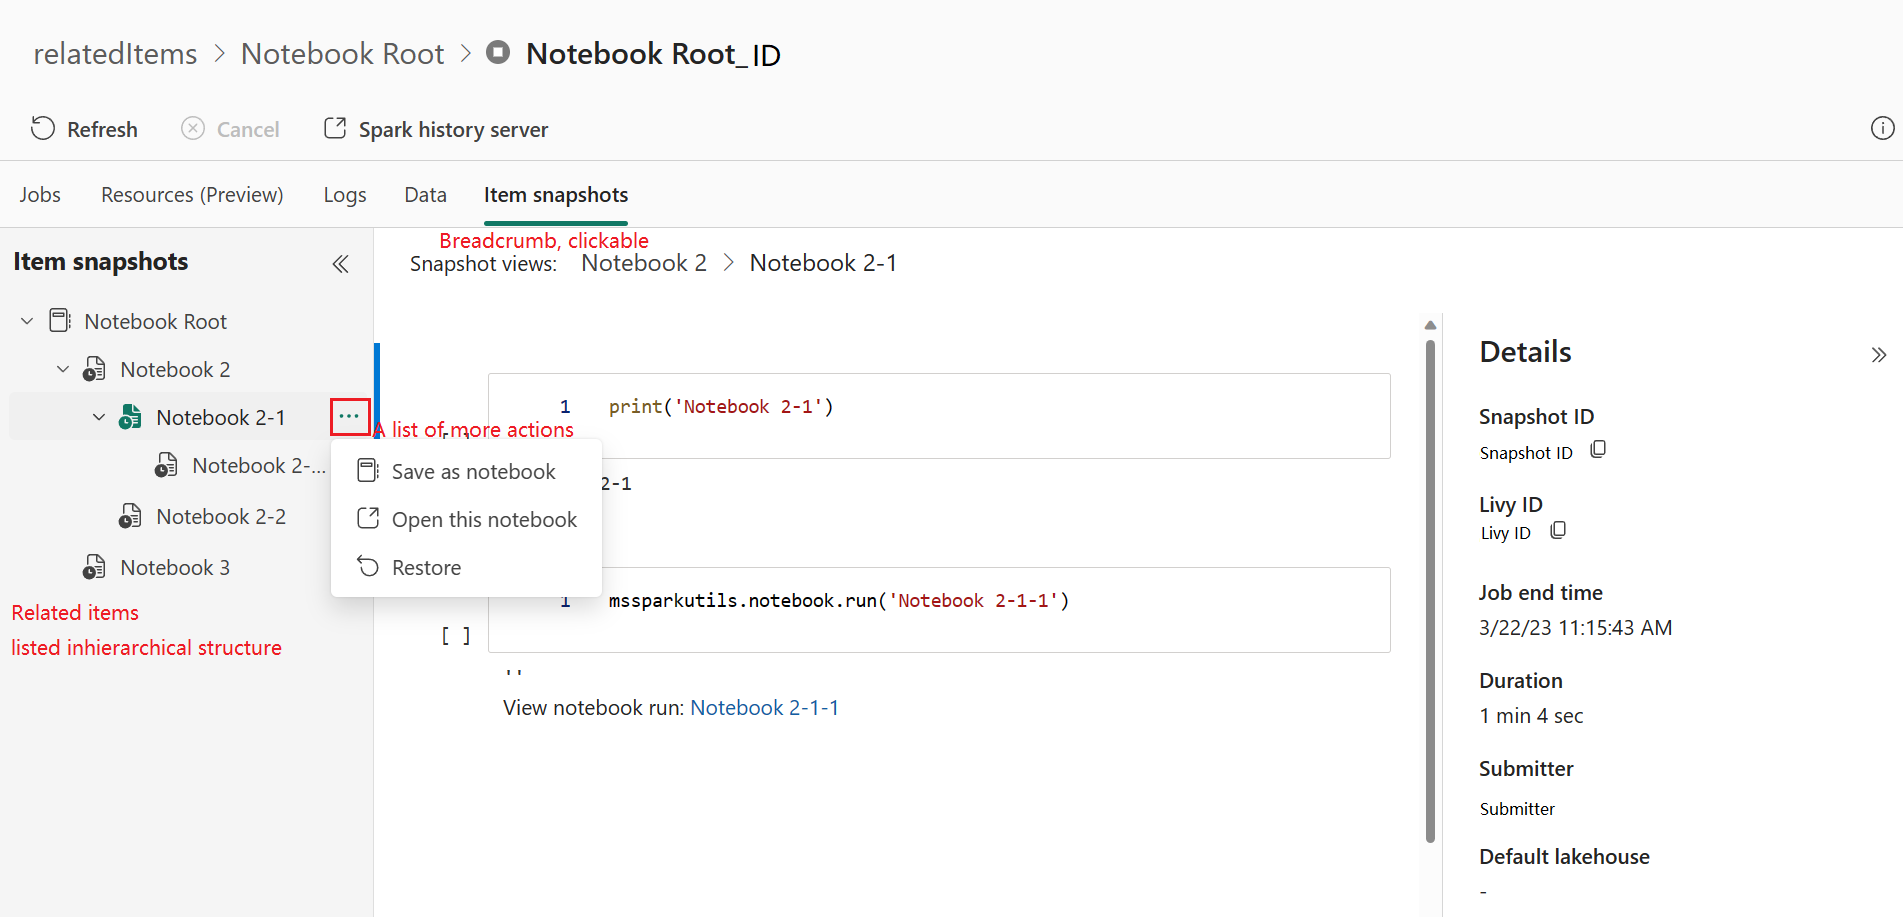 relatedItems > Notebook Root > Notebook Root_ID
Refresh Cancel Spark history server
Jobs Resources (Preview) Logs Data Item snapshots
Breadcrumb, clickable
Item snapshots
Snapshot views: Notebook 2 > Notebook 2-1
Notebook Root
Notebook 2
Notebook 2-1 ...
A list of more actions
Notebook 2-...
Notebook 2-2
Notebook 3
Related items
listed inhierarchical structure
Save as notebook
Open this notebook
Restore
1 print('Notebook 2-1')
2-1
1 mssparkutils.notebook.run('Notebook 2-1-1')
[ ]
''
View notebook run: Notebook 2-1-1
Details
Snapshot ID
Snapshot ID
Livy ID
Livy ID
Job end time
3/22/23 11:15:43 AM
Duration
1 min 4 sec
Submitter
Submitter
Default lakehouse
-